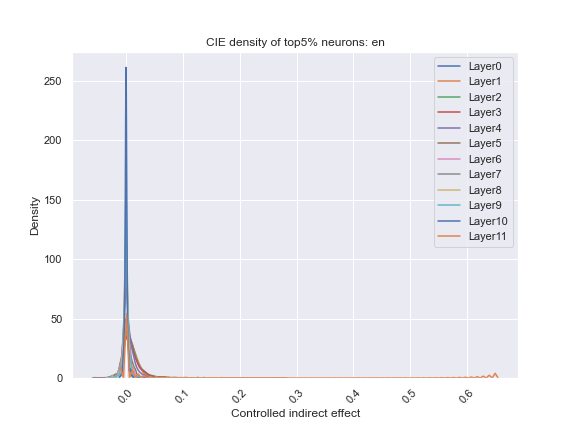 CIE density of top5% neurons: en
Layer0
Layer1
Layer2
Layer3
Layer4
Layer5
Layer6
Layer7
Layer8
Layer9
Layer10
Layer11
250
200
150
100
50
0
Density
0.0 0.1 0.2 0.3 0.4 0.5 0.6
Controlled indirect effect